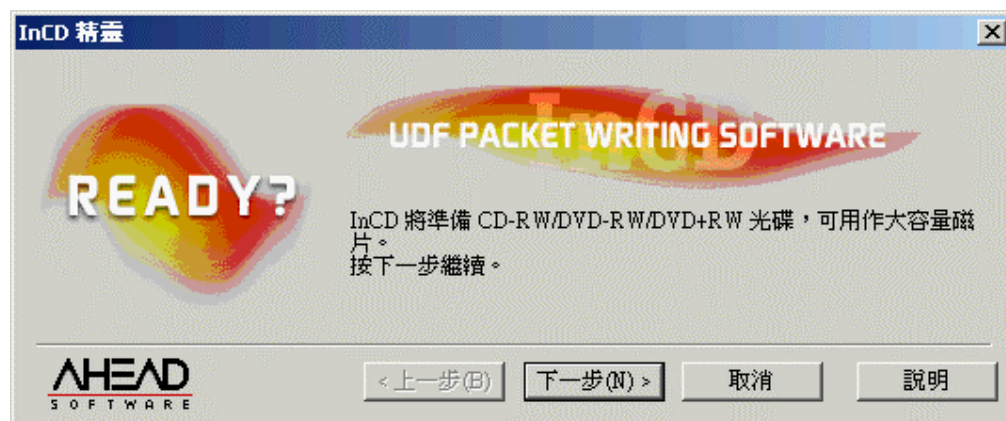 InCD 精靈
InCD
UDF PACKET WRITING SOFTWARE
READY?
InCD 將準備 CD-RW/DVD-RW/DVD+RW 光碟,可用作大容量磁
片。
按下一步繼續。
AHEAD
SOFTWARE
<上一步(B)
下一步(N) >
取消
說明